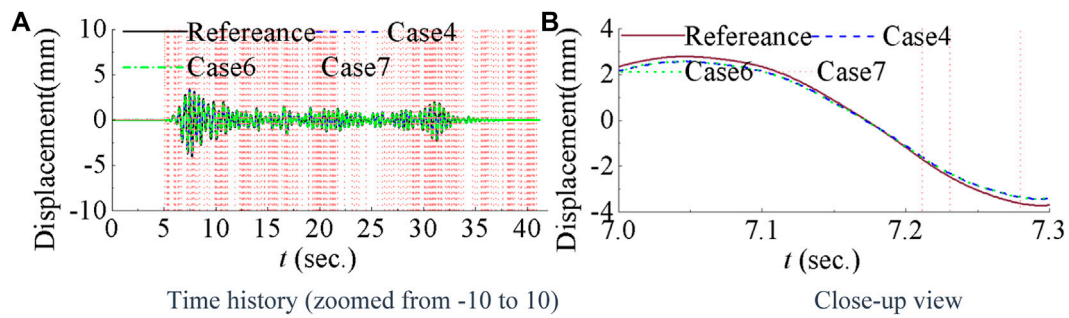 A
Displacement(mm)
10
5
0
-5
-10
Refereance
Case4
Case6
Case7
0 5 10 15 20 25 30 35 40
t (sec.)
Time history (zoomed from -10 to 10)
B
Displacement(mm)
4
2
0
-2
-4
Refereance
Case4
Case6
Case7
7.0 7.1 7.2 7.3
t (sec.)
Close-up view